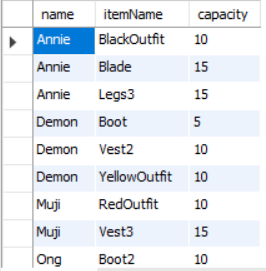 name itemName capacity
Annie BlackOutfit 10
Annie Blade 15
Annie Legs3 15
Demon Boot 5
Demon Vest2 10
Demon YellowOutfit 10
Muji RedOutfit 10
Muji Vest3 15
Ong Boot2 10